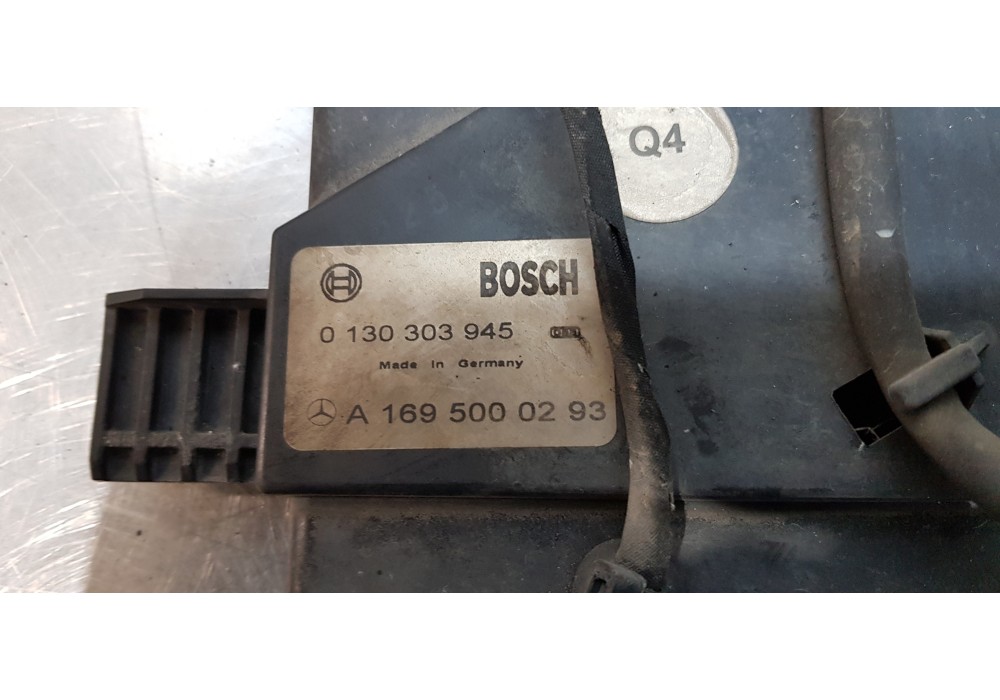 Q4
BOSCH
0 130 303 945
Made in Germany
A 169 500 02 93